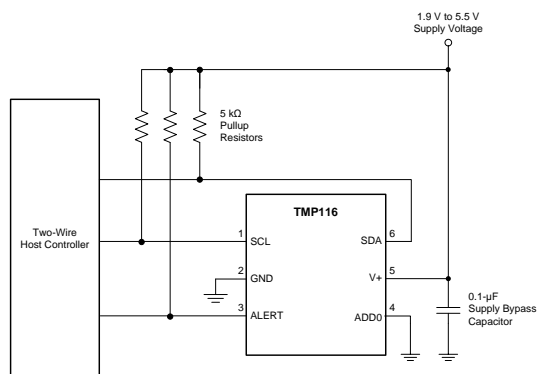 1.9 V to 5.5 V
Supply Voltage
5 kΩ
Pullup
Resistors
Two-Wire
Host Controller
TMP116
1 SCL
SDA 6
2 GND
V+ 5
3 ALERT
ADD0 4
0.1-µF
Supply Bypass
Capacitor